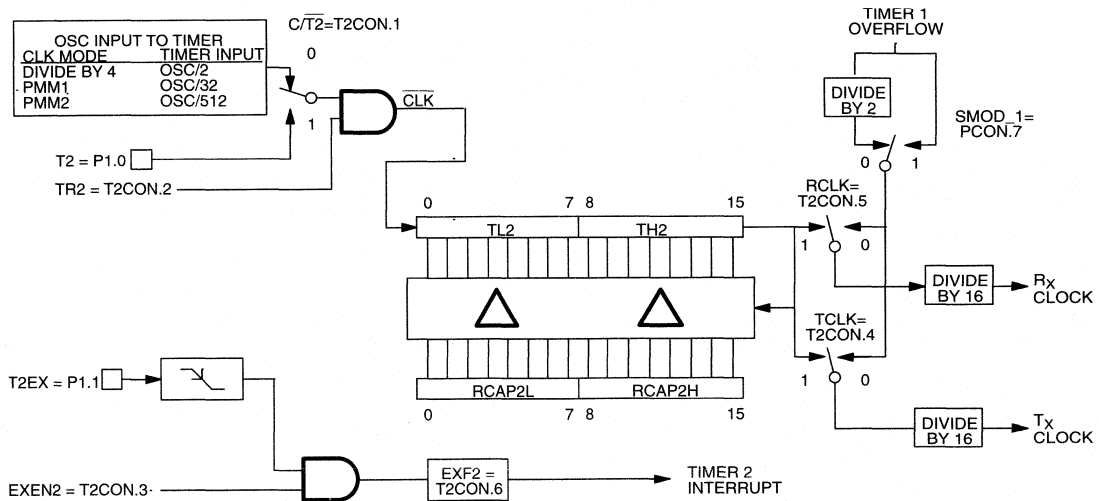 C/T2=T2CON.1
OSC INPUT TO TIMER
CLK MODE TIMER INPUT
DIVIDE BY 4 OSC/2
PMM1 OSC/32
PMM2 OSC/512
0
1
CLK
T2 = P1.0
TR2 = T2CON.2
TIMER 1
OVERFLOW
DIVIDE
BY 2
SMOD_1=
PCON.7
0 1
0 7 8 15
TL2 TH2
RCLK=
T2CON.5
1 0
DIVIDE
BY 16
RX
CLOCK
TCLK=
T2CON.4
1 0
DIVIDE
BY 16
TX
CLOCK
RCAP2L RCAP2H
0 7 8 15
T2EX = P1.1
EXEN2 = T2CON.3
EXF2 =
T2CON.6
TIMER 2
INTERRUPT